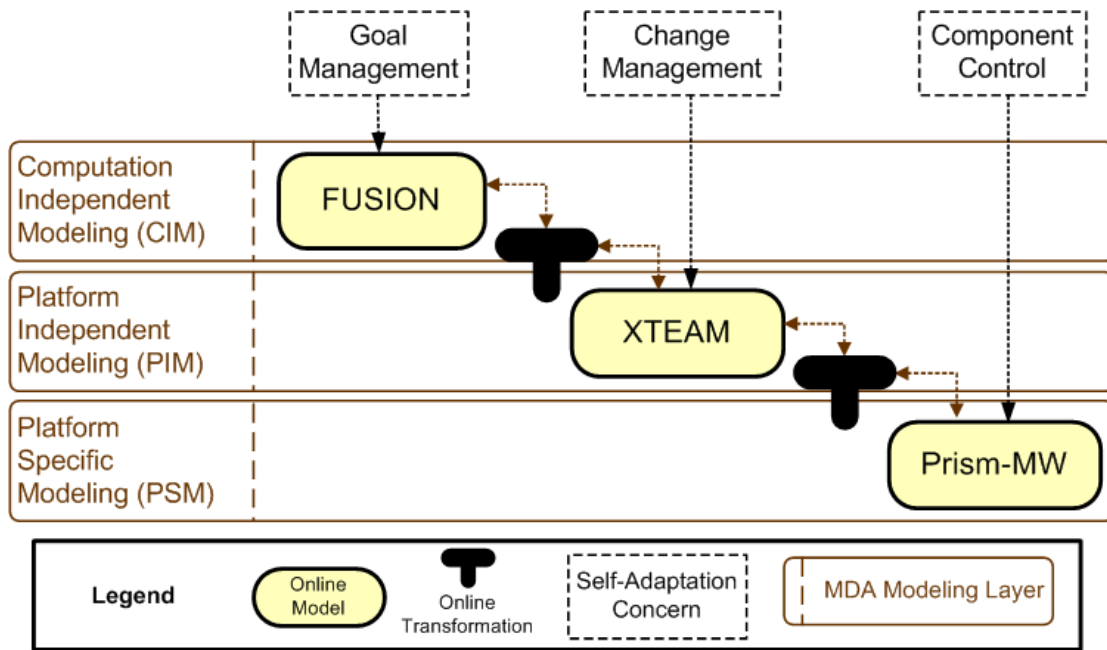 Goal
Management
Change
Management
Component
Control
Computation
Independent
Modeling (CIM)
FUSION
Platform
Independent
Modeling (PIM)
XTEAM
Platform
Specific
Modeling (PSM)
Prism-MW
Legend
Online
Model
Online
Transformation
Self-Adaptation
Concern
MDA Modeling Layer